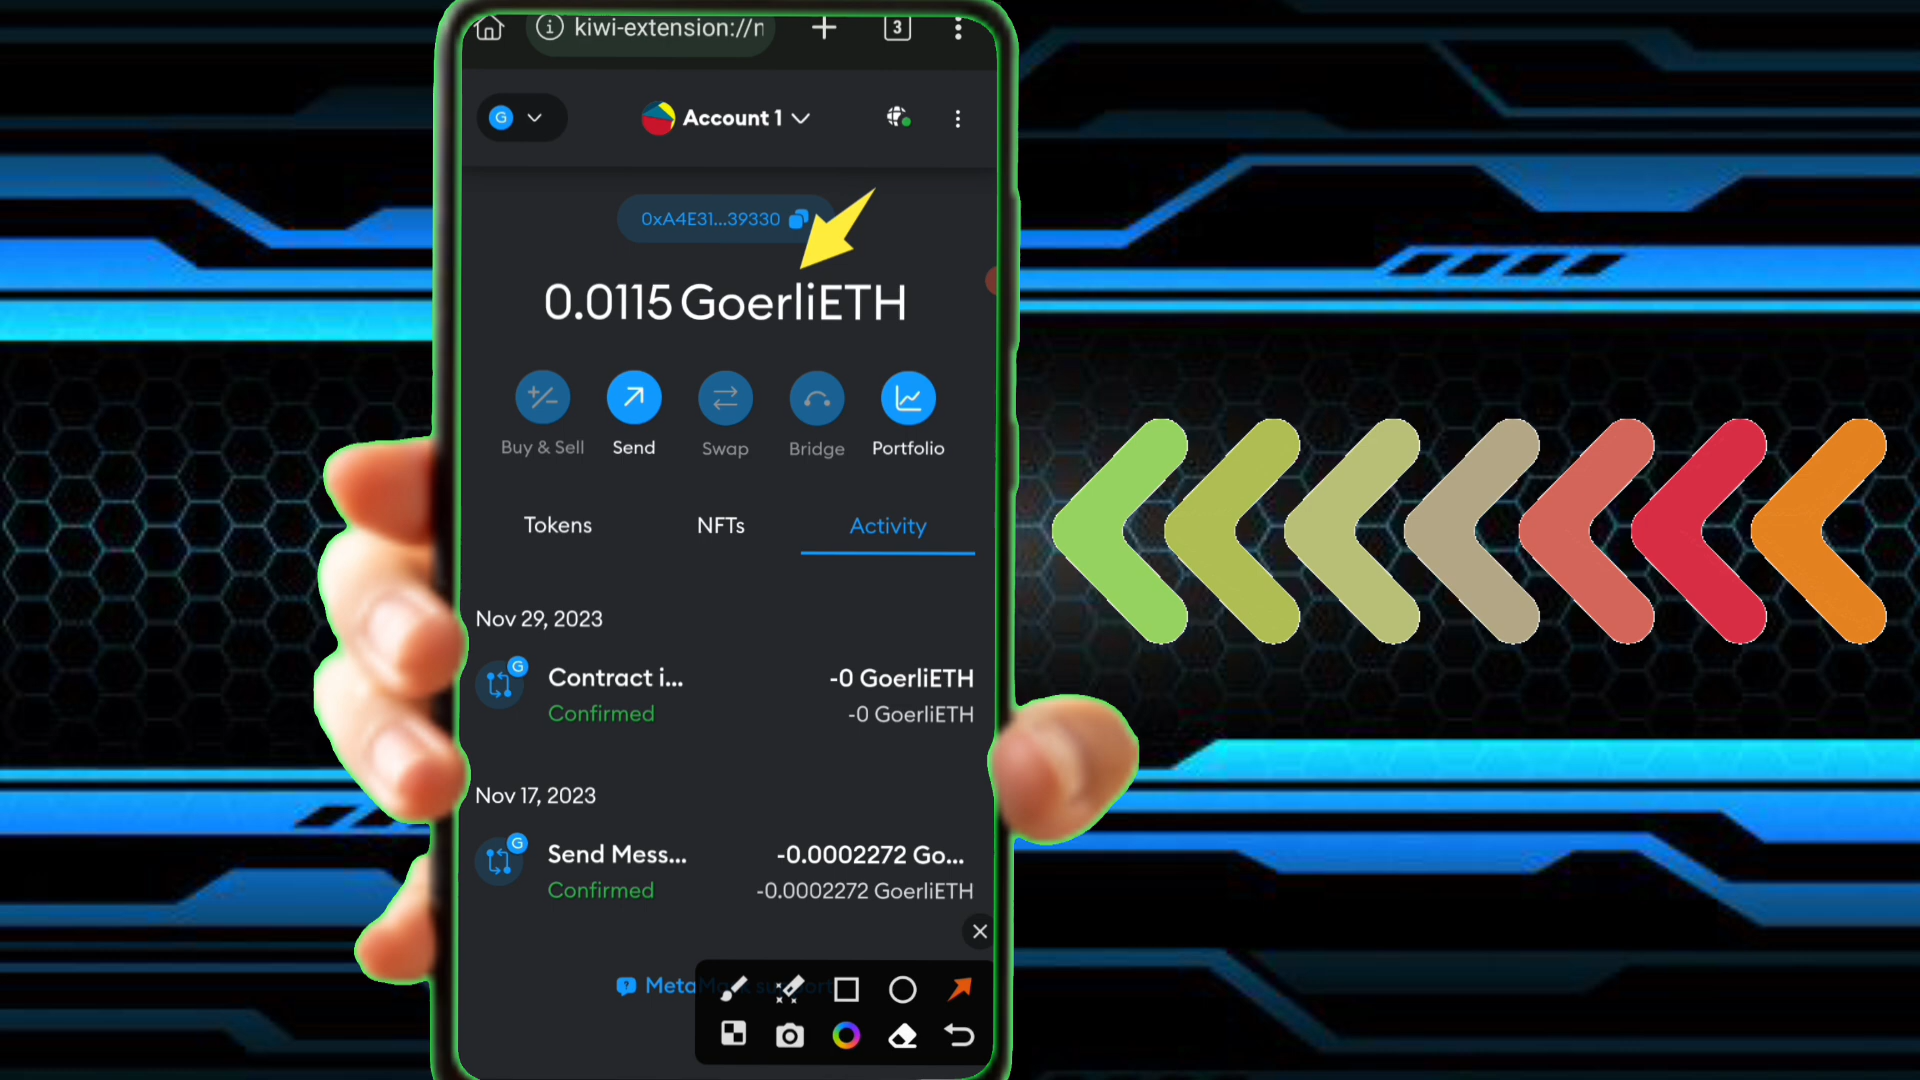 kiwi-extension://n
3
G
Account 1
0xA4E31...39330
0.0115 GoerliETH
Buy & Sell
Send
Swap
Bridge
Portfolio
Tokens
NFTs
Activity
Nov 29, 2023
G
Contract i...
-0 GoerliETH
Confirmed
-0 GoerliETH
Nov 17, 2023
G
Send Mess...
-0.0002272 Go...
Confirmed
-0.0002272 GoerliETH
MetaMask support